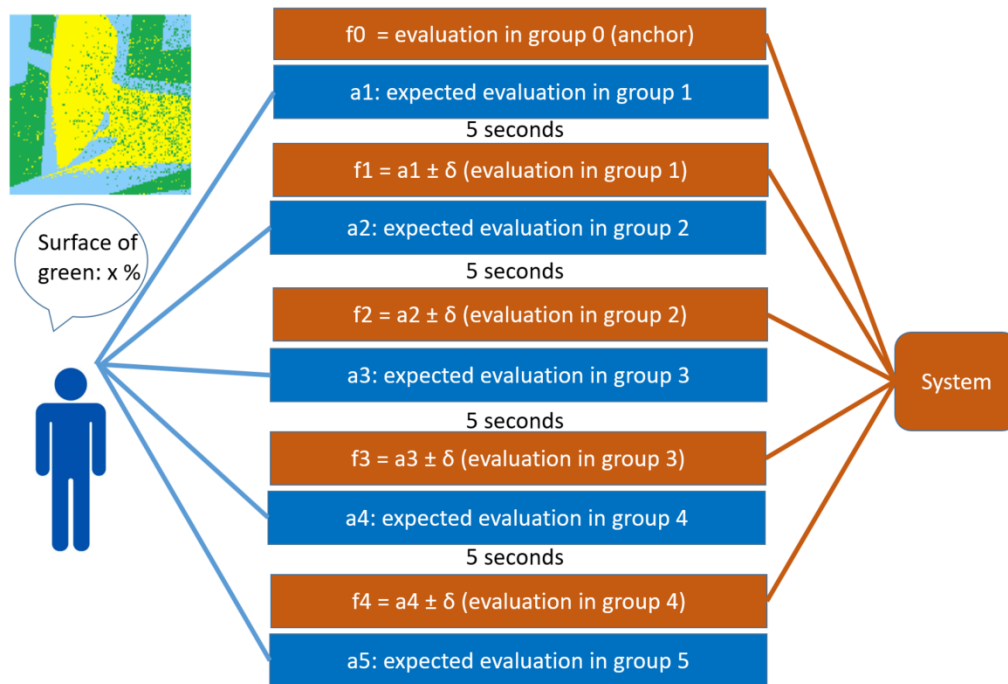 f0 = evaluation in group 0 (anchor)
a1: expected evaluation in group 1
5 seconds
f1 = a1 ± δ (evaluation in group 1)
a2: expected evaluation in group 2
Surface of
green: x %
5 seconds
f2 = a2 ± δ (evaluation in group 2)
a3: expected evaluation in group 3
System
5 seconds
f3 = a3 ± δ (evaluation in group 3)
a4: expected evaluation in group 4
5 seconds
f4 = a4 ± δ (evaluation in group 4)
a5: expected evaluation in group 5